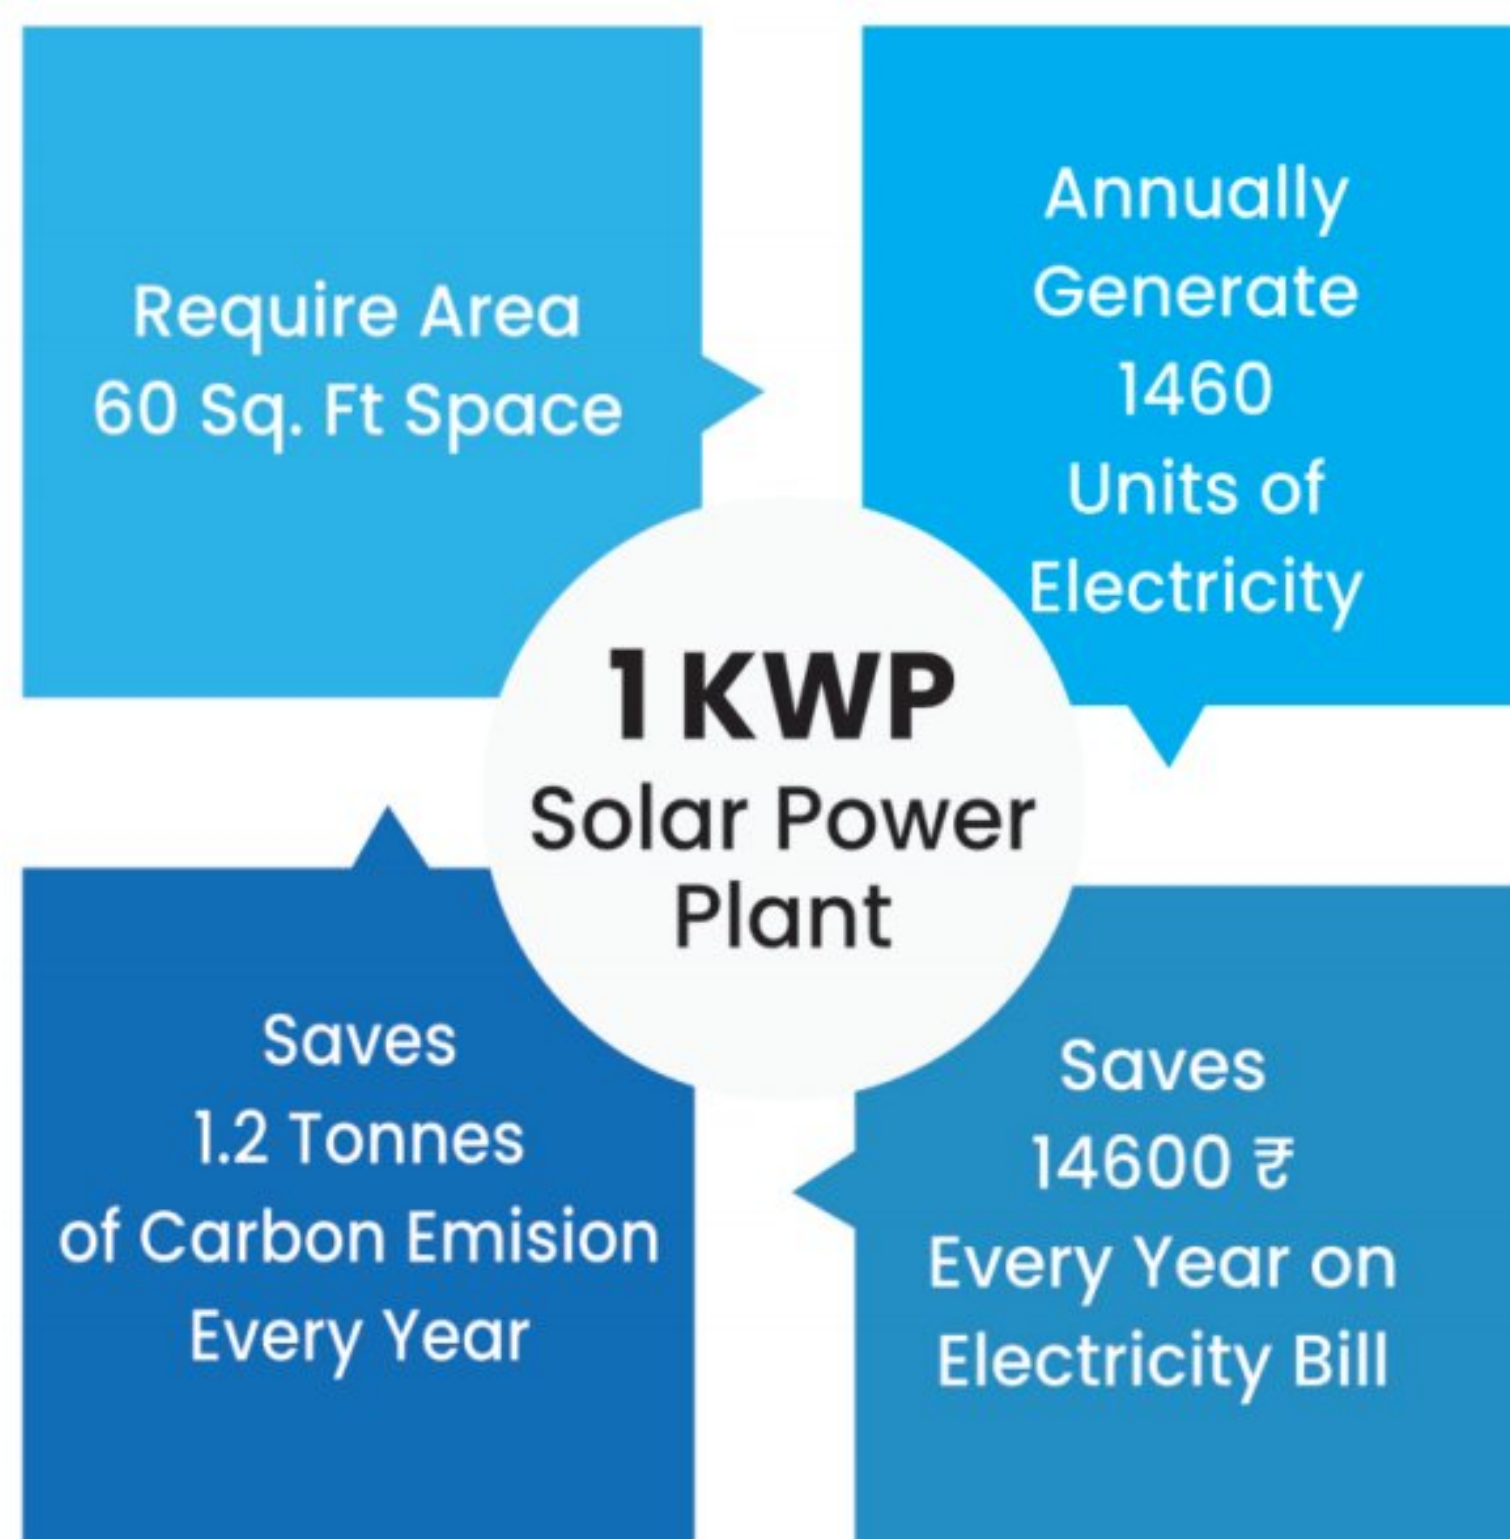 Require Area
60 Sq. Ft Space
Annually
Generate
1460
Units of
Electricity
1 KWP
Solar Power
Plant
Saves
1.2 Tonnes
of Carbon Emision
Every Year
Saves
14600 ₹
Every Year on
Electricity Bill